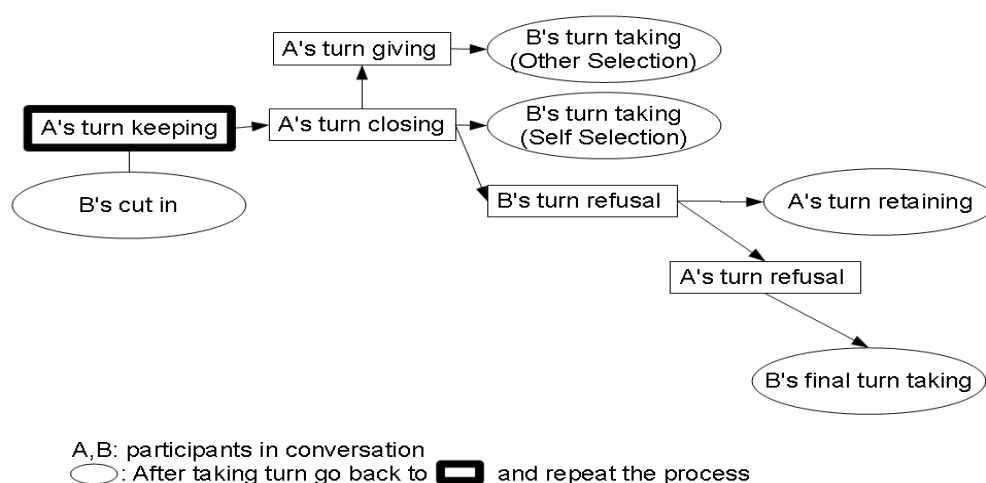 A's turn giving
B's turn taking
(Other Selection)
A's turn keeping
A's turn closing
B's turn taking
(Self Selection)
B's cut in
B's turn refusal
A's turn retaining
A's turn refusal
B's final turn taking
A,B: participants in conversation
: After taking turn go back to and repeat the process